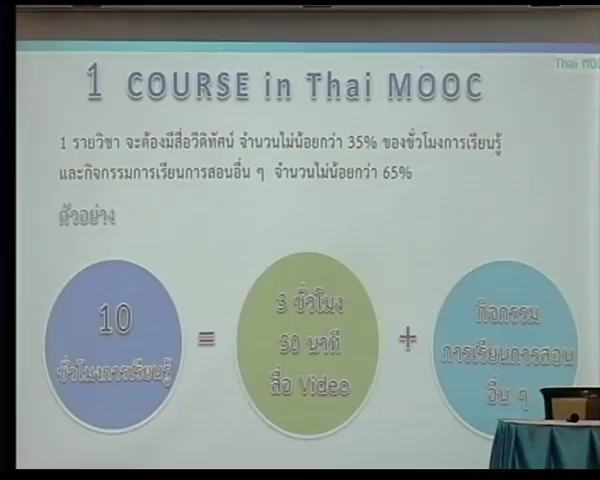 Thai MOO
1 COURSE in Thai MOOC
1 รายวิชา จะต้องมีสื่อวีดิทัศน์ จำนวนไม่น้อยกว่า 35% ของชั่วโมงการเรียนรู้
และกิจกรรมการเรียนการสอนอื่น ๆ จำนวนไม่น้อยกว่า 65%
ตัวอย่าง
10
ชั่วโมงการเรียนรู้
=
3 ชั่วโมง
30 นาที
สื่อ Video
+
กิจกรรม
การเรียนการสอน
อื่น ๆ